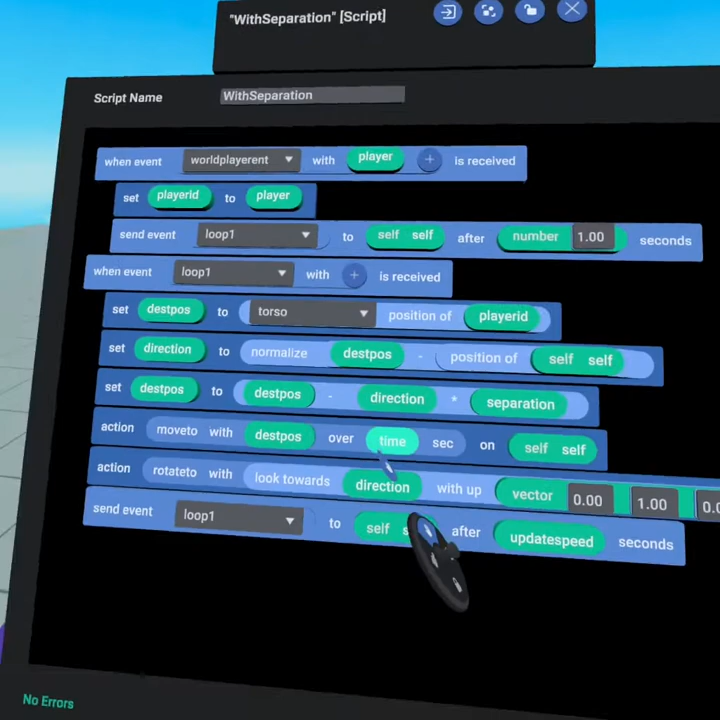 "WithSeparation" [Script]
Script Name WithSeparation
when event worldplayerent with player + is received
set playerid to player
send event loop1 to self self after number 1.00 seconds
when event loop1 with + is received
set destpos to torso position of playerid
set direction to normalize destpos - position of self self
set destpos to destpos - direction * separation
action moveto with destpos over time sec on self self
action rotateto with look towards direction with up vector 0.00 1.00
send event loop1 to self after updatespeed seconds
No Errors